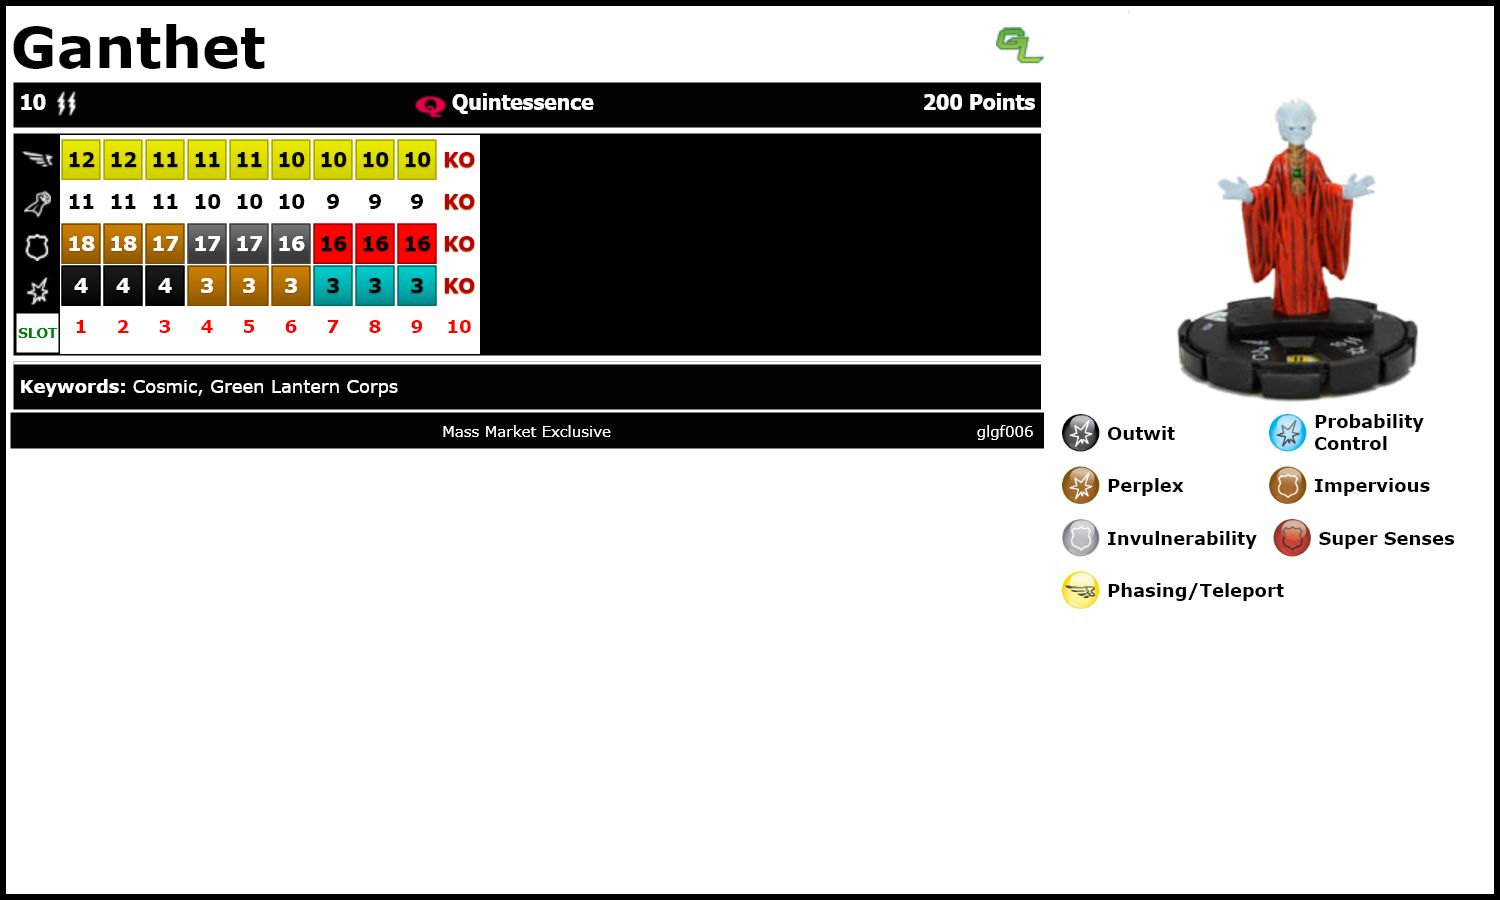 Ganthet
GL
10 Q Quintessence 200 Points
12 12 11 11 11 10 10 10 10 KO
11 11 11 10 10 10 9 9 9 KO
18 18 17 17 17 16 16 16 16 KO
4 4 4 3 3 3 3 3 3 KO
SLOT 1 2 3 4 5 6 7 8 9 10
Keywords: Cosmic, Green Lantern Corps
Mass Market Exclusive glgf006
Outwit
Probability
Control
Perplex
Impervious
Invulnerability
Super Senses
Phasing/Teleport